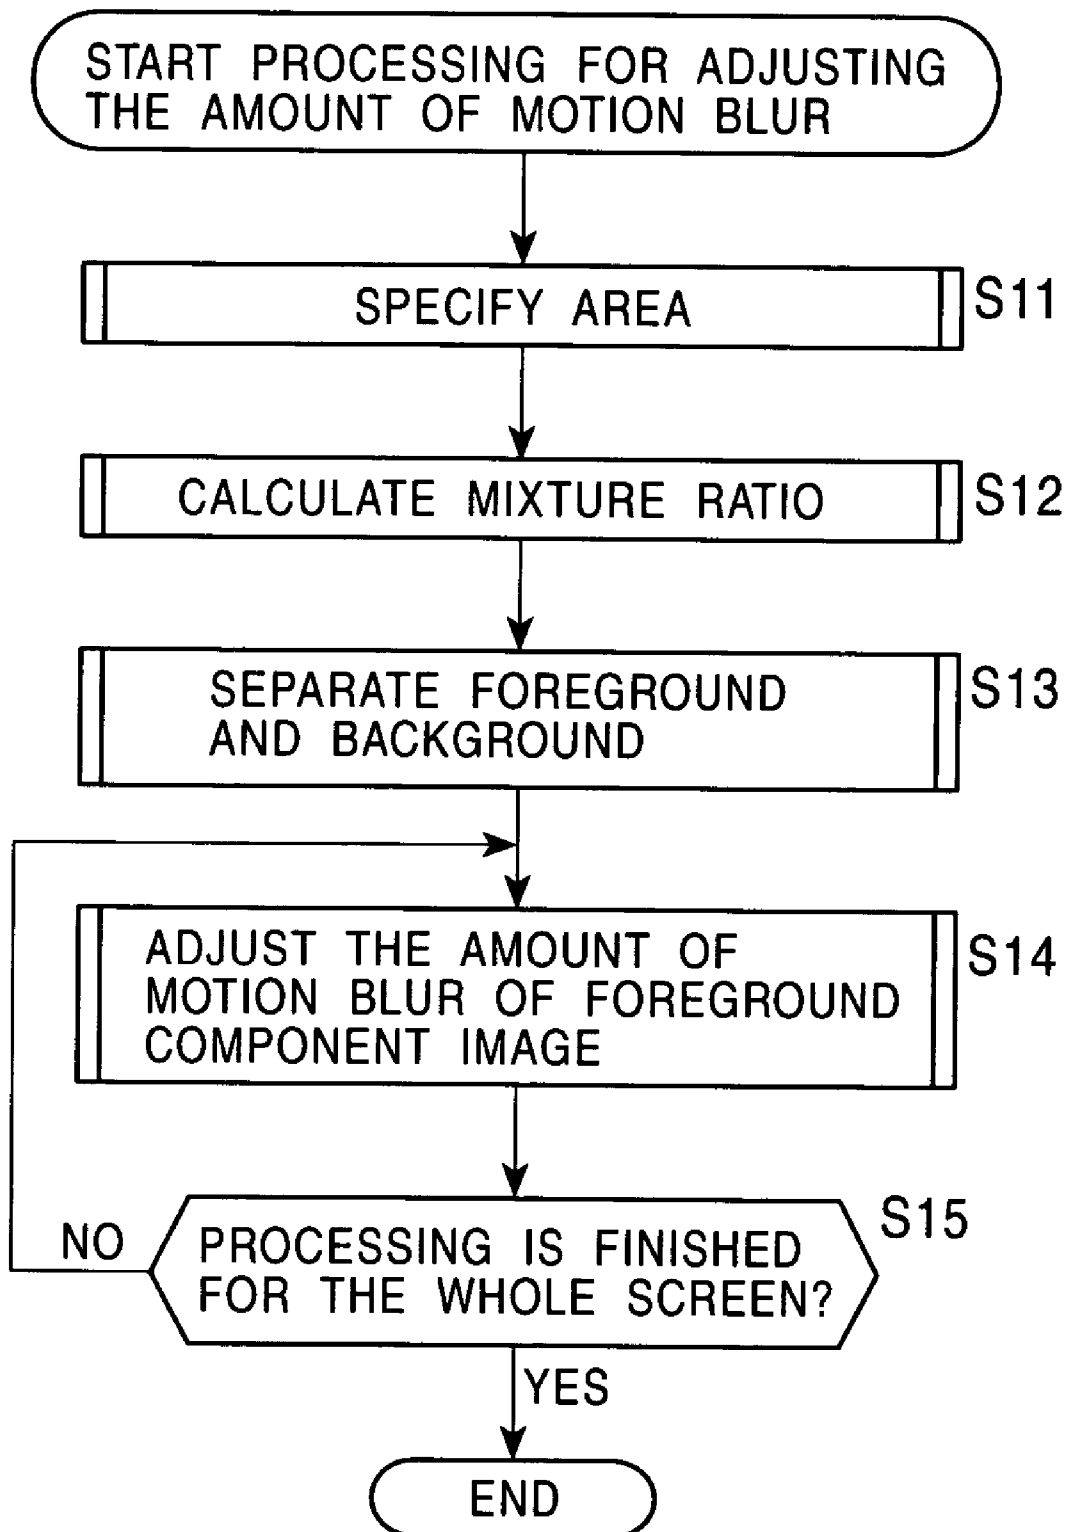 START PROCESSING FOR ADJUSTING
THE AMOUNT OF MOTION BLUR
SPECIFY AREA
S11
CALCULATE MIXTURE RATIO
S12
SEPARATE FOREGROUND
AND BACKGROUND
S13
ADJUST THE AMOUNT OF
MOTION BLUR OF FOREGROUND
COMPONENT IMAGE
S14
PROCESSING IS FINISHED
FOR THE WHOLE SCREEN?
S15
NO
YES
END